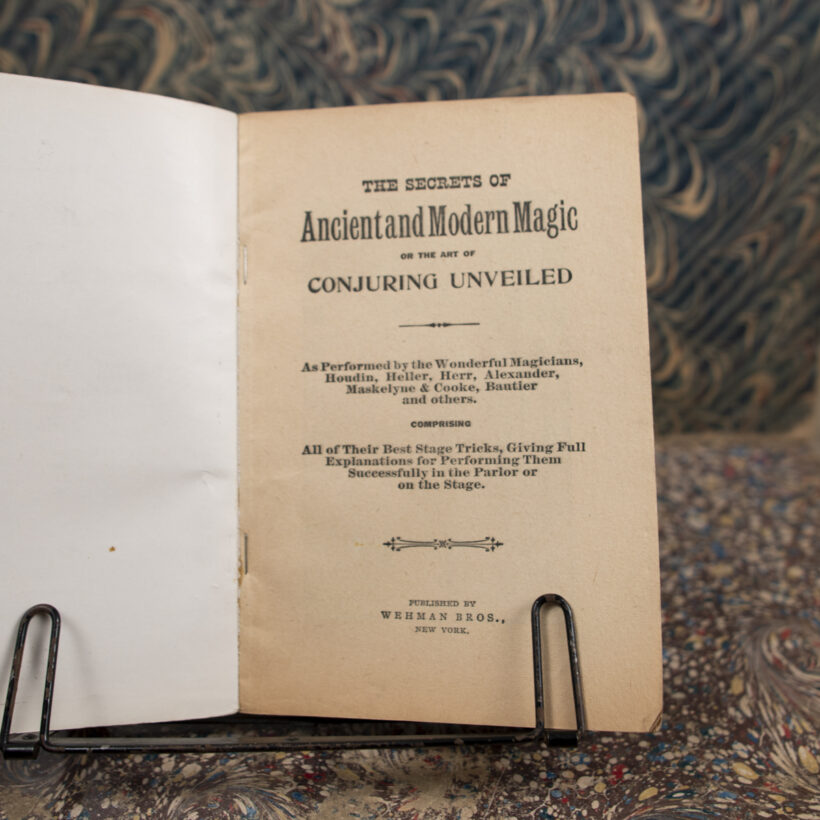 THE SECRETS OF
Ancient and Modern Magic
OR THE ART OF
CONJURING UNVEILED
As Performed by the Wonderful Magicians,
Houdin, Heller, Herr, Alexander,
Maskelyne & Cooke, Bautier
and others.
COMPRISING
All of Their Best Stage Tricks, Giving Full
Explanations for Performing Them
Successfully in the Parlor or
on the Stage.
PUBLISHED BY
WEHMAN BROS.,
NEW YORK.